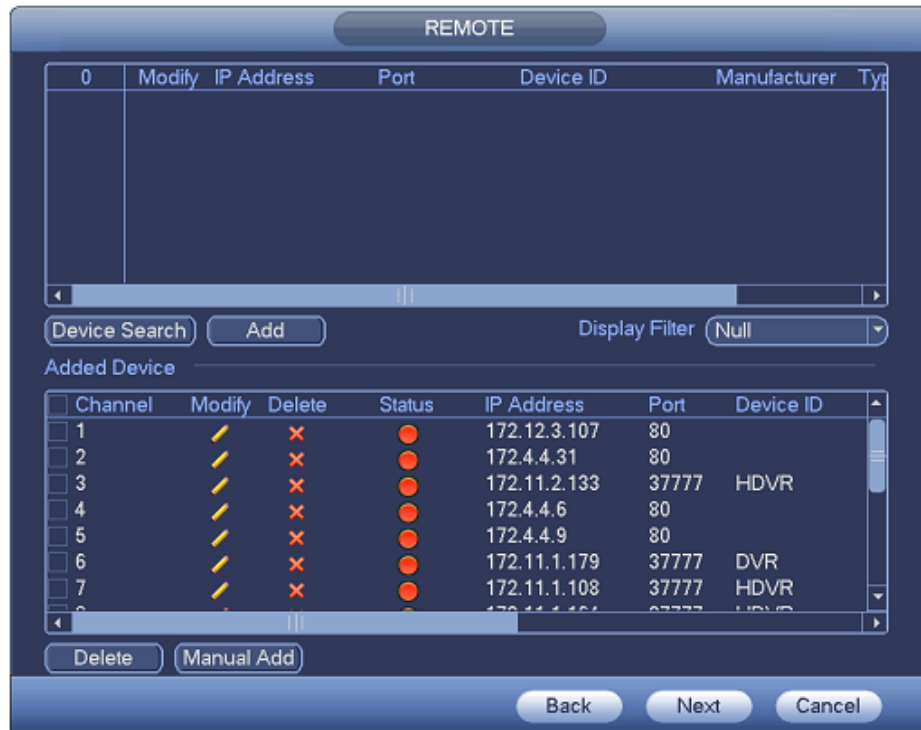 REMOTE
0 Modify IP Address Port Device ID Manufacturer Typ
Device Search Add Display Filter Null
Added Device
Channel Modify Delete Status IP Address Port Device ID
1 172.12.3.107 80
2 172.4.4.31 80
3 172.11.2.133 37777 HDVR
4 172.4.4.6 80
5 172.4.4.9 80
6 172.11.1.179 37777 DVR
7 172.11.1.108 37777 HDVR
Delete Manual Add
Back Next Cancel